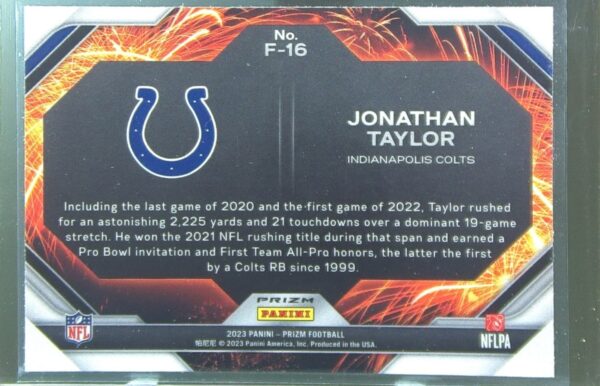 No.
F-16
JONATHAN
TAYLOR
INDIANAPOLIS COLTS
Including the last game of 2020 and the first game of 2022, Taylor rushed
for an astonishing 2,225 yards and 21 touchdowns over a dominant 19-game
stretch. He won the 2021 NFL rushing title during that span and earned a
Pro Bowl invitation and First Team All-Pro honors, the latter the first
by a Colts RB since 1999.
PRIZM
PANINI
NFL
NFLPA
2023 PANINI – PRIZM FOOTBALL
帕尼尼 © 2023 Panini America, Inc. Produced in the USA.